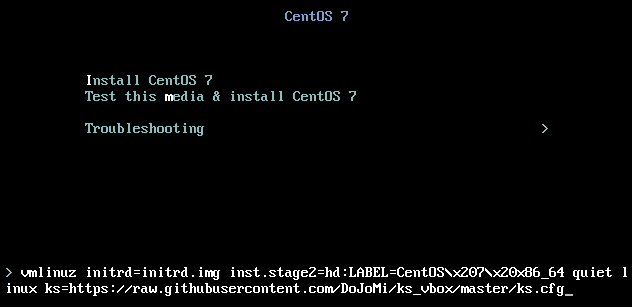 CentOS 7
Install CentOS 7
Test this media & install CentOS 7
Troubleshooting >
> vmlinuz initrd=initrd.img inst.stage2=hd:LABEL=CentOS\x207\x20x86_64 quiet l
inux ks=https://raw.githubusercontent.com/DoJoMi/ks_vbox/master/ks.cfg_